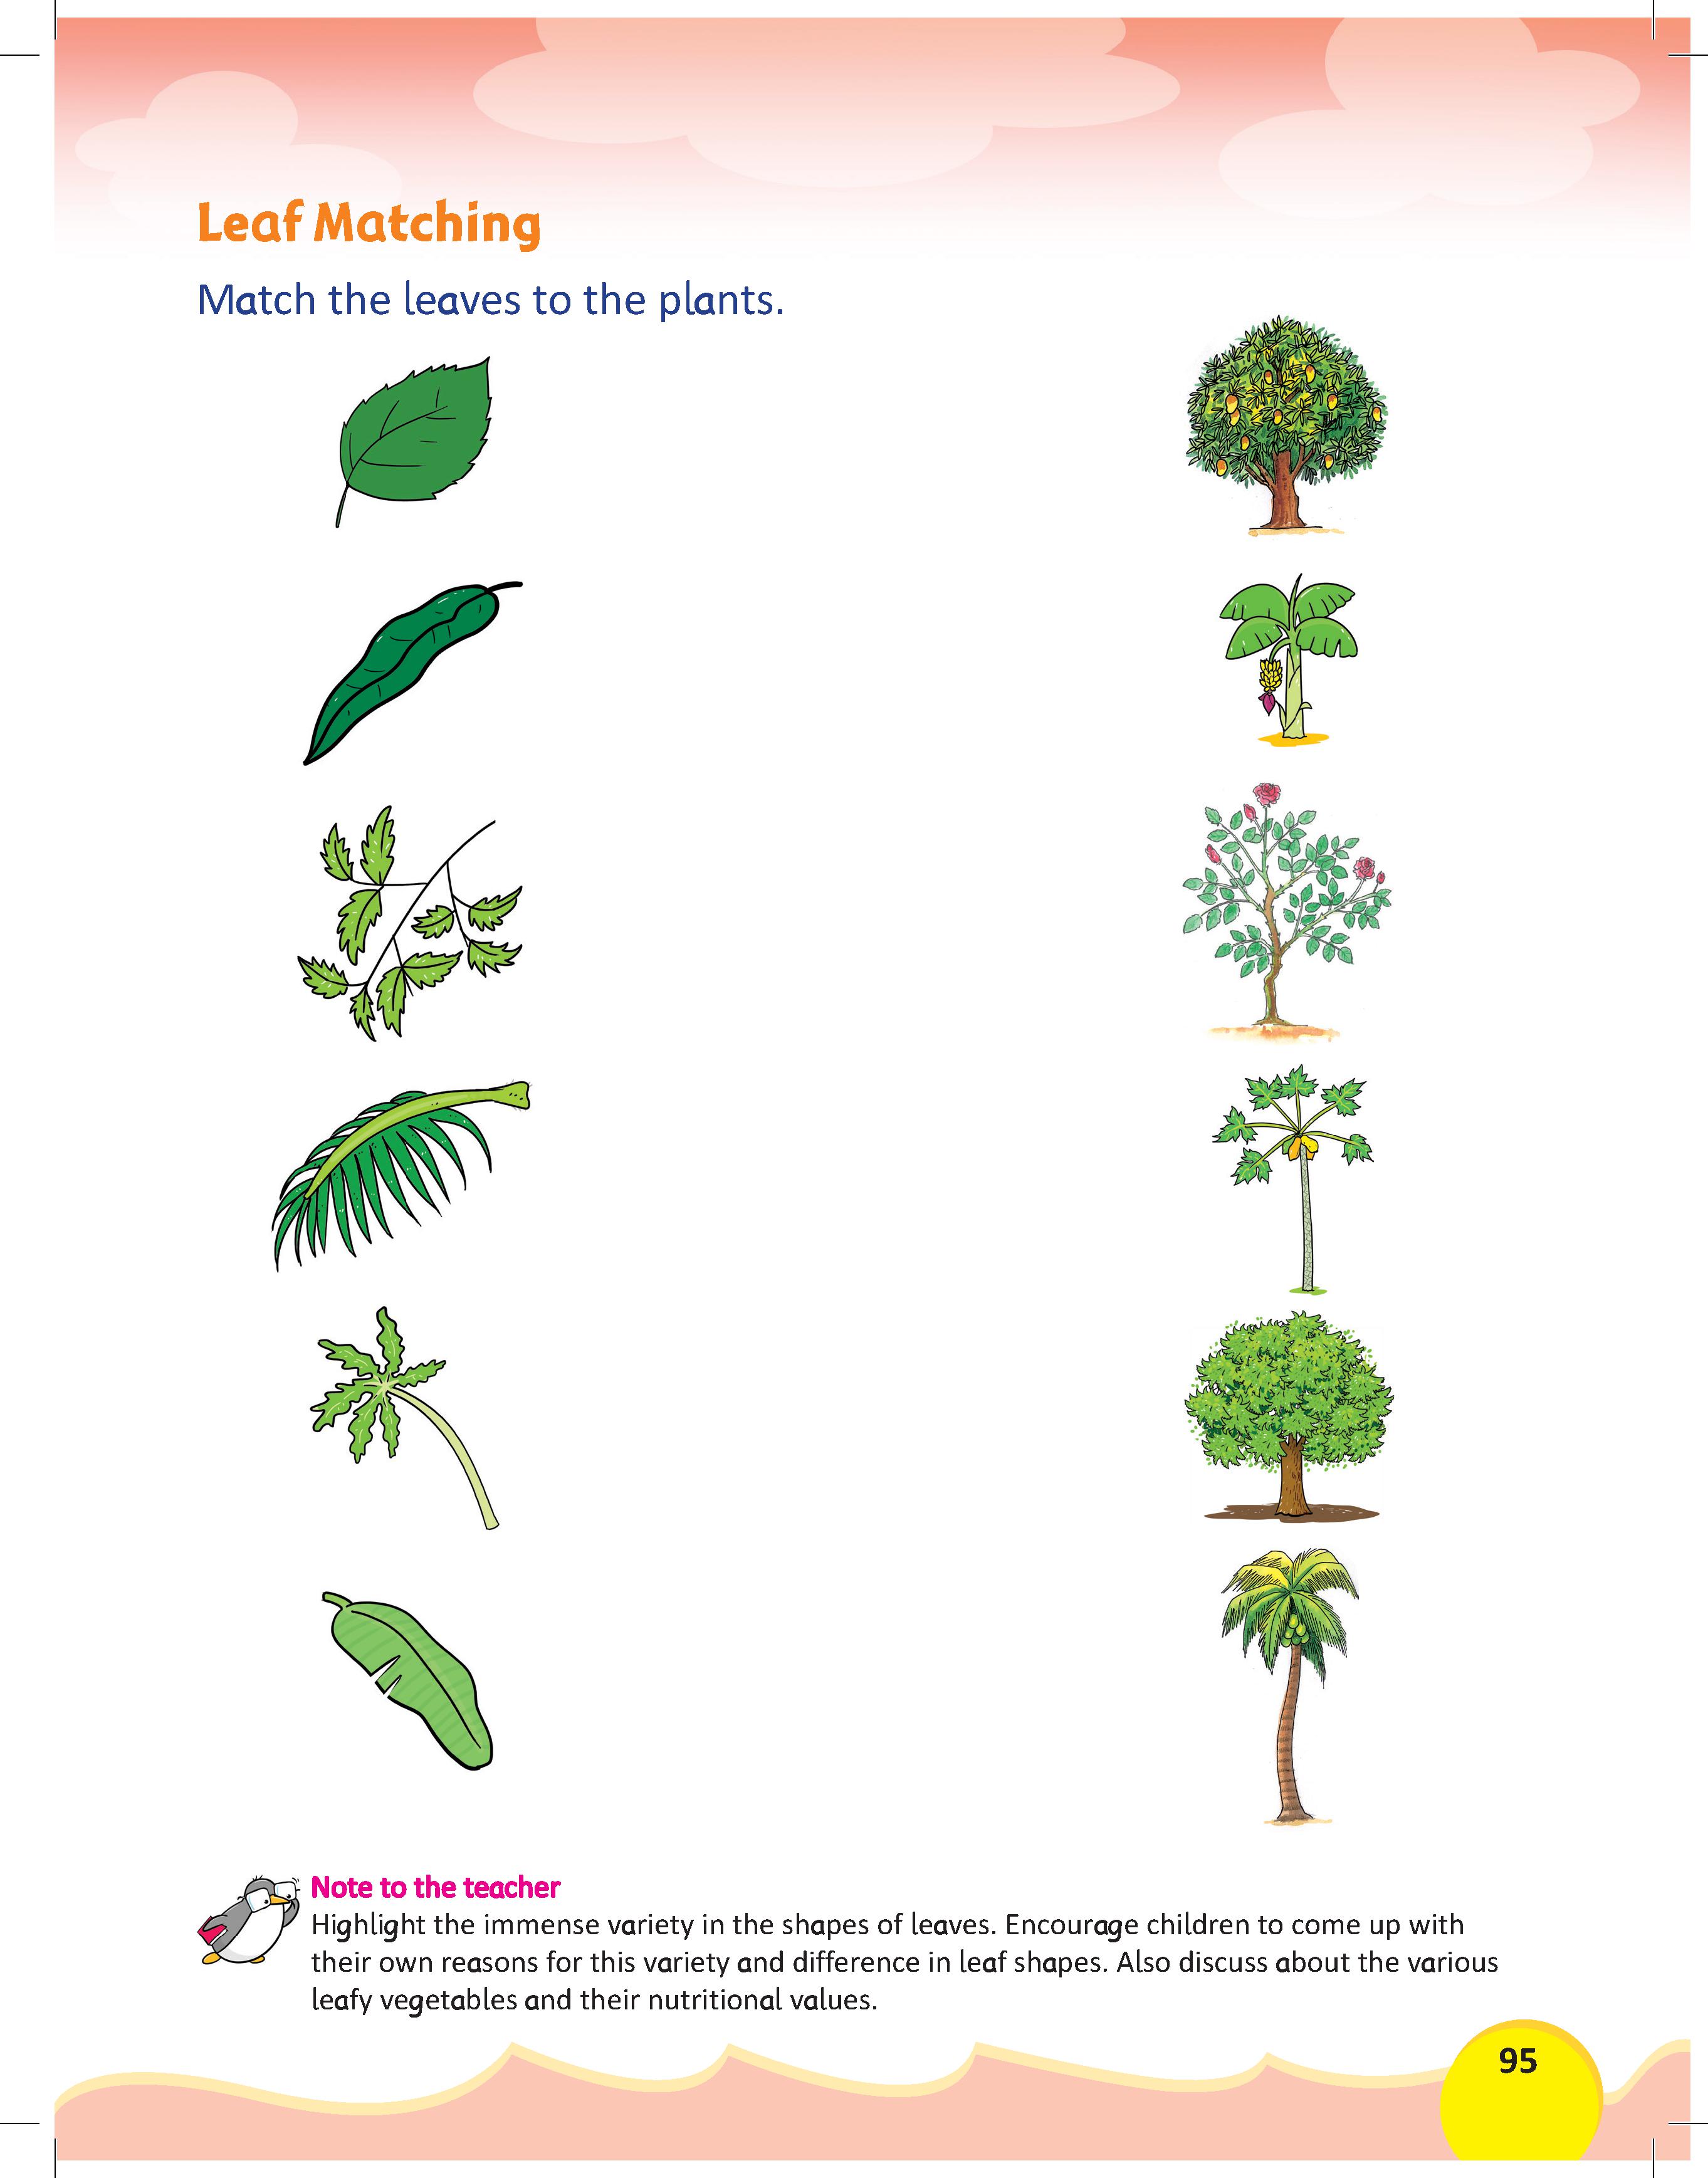 Leaf Matching
Match the leaves to the plants.
Note to the teacher
Highlight the immense variety in the shapes of leaves. Encourage children to come up with
their own reasons for this variety and difference in leaf shapes. Also discuss about the various
leafy vegetables and their nutritional values.
95